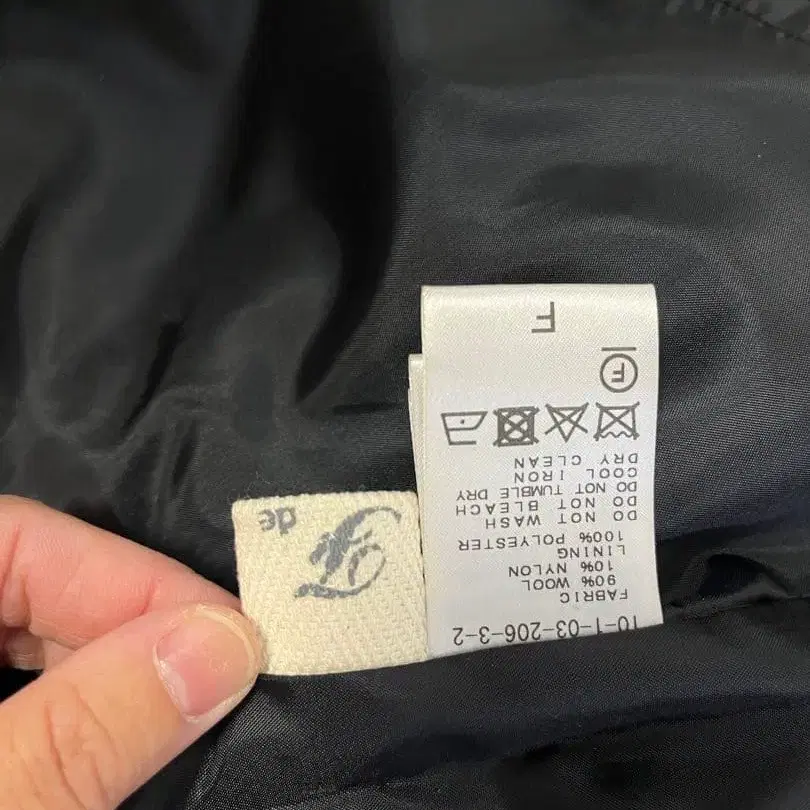 10-1-03-206-3-2
FABRIC
90% WOOL
10% NYLON
LINING
100% POLYESTER
DO NOT WASH
DO NOT BLEACH
DO NOT TUMBLE DRY
COOL IRON
DRY CLEAN
F
F
de